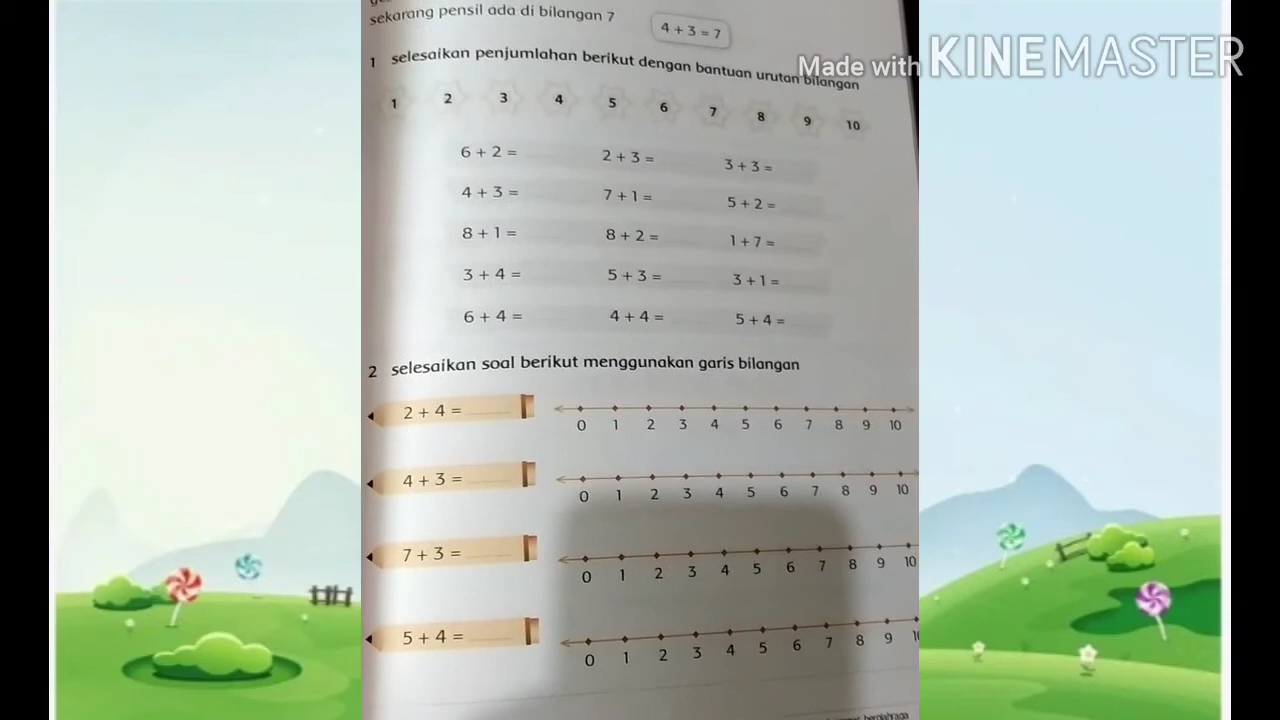 sekarang pensil ada di bilangan 7
4 + 3 = 7
Made with KINEMASTER
1 selesaikan penjumlahan berikut dengan bantuan urutan bilangan
1 2 3 4 5 6 7 8 9 10
6 + 2 = 2 + 3 = 3 + 3 =
4 + 3 = 7 + 1 = 5 + 2 =
8 + 1 = 8 + 2 = 1 + 7 =
3 + 4 = 5 + 3 = 3 + 1 =
6 + 4 = 4 + 4 = 5 + 4 =
2 selesaikan soal berikut menggunakan garis bilangan
2 + 4 =
0 1 2 3 4 5 6 7 8 9 10
4 + 3 =
0 1 2 3 4 5 6 7 8 9 10
7 + 3 =
0 1 2 3 4 5 6 7 8 9 10
5 + 4 =
0 1 2 3 4 5 6 7 8 9
berolahraga